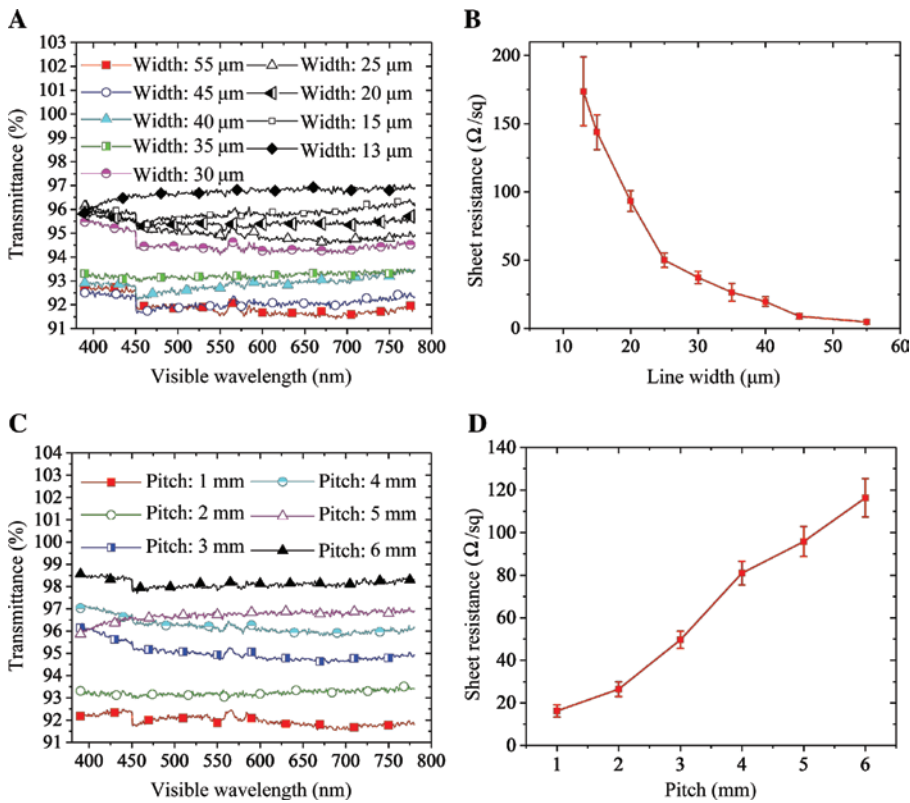 A
103
102
101
100
99
98
97
96
95
94
93
92
91
Transmittance (%)
Width: 55 μm
Width: 45 μm
Width: 40 μm
Width: 35 μm
Width: 30 μm
Width: 25 μm
Width: 20 μm
Width: 15 μm
Width: 13 μm
400 450 500 550 600 650 700 750 800
Visible wavelength (nm)
B
200
150
100
50
0
Sheet resistance (Ω/sq)
10 20 30 40 50 60
Line width (μm)
C
104
103
102
101
100
99
98
97
96
95
94
93
92
91
Transmittance (%)
Pitch: 1 mm
Pitch: 2 mm
Pitch: 3 mm
Pitch: 4 mm
Pitch: 5 mm
Pitch: 6 mm
400 450 500 550 600 650 700 750 800
Visible wavelength (nm)
D
140
120
100
80
60
40
20
0
Sheet resistance (Ω/sq)
1 2 3 4 5 6
Pitch (mm)